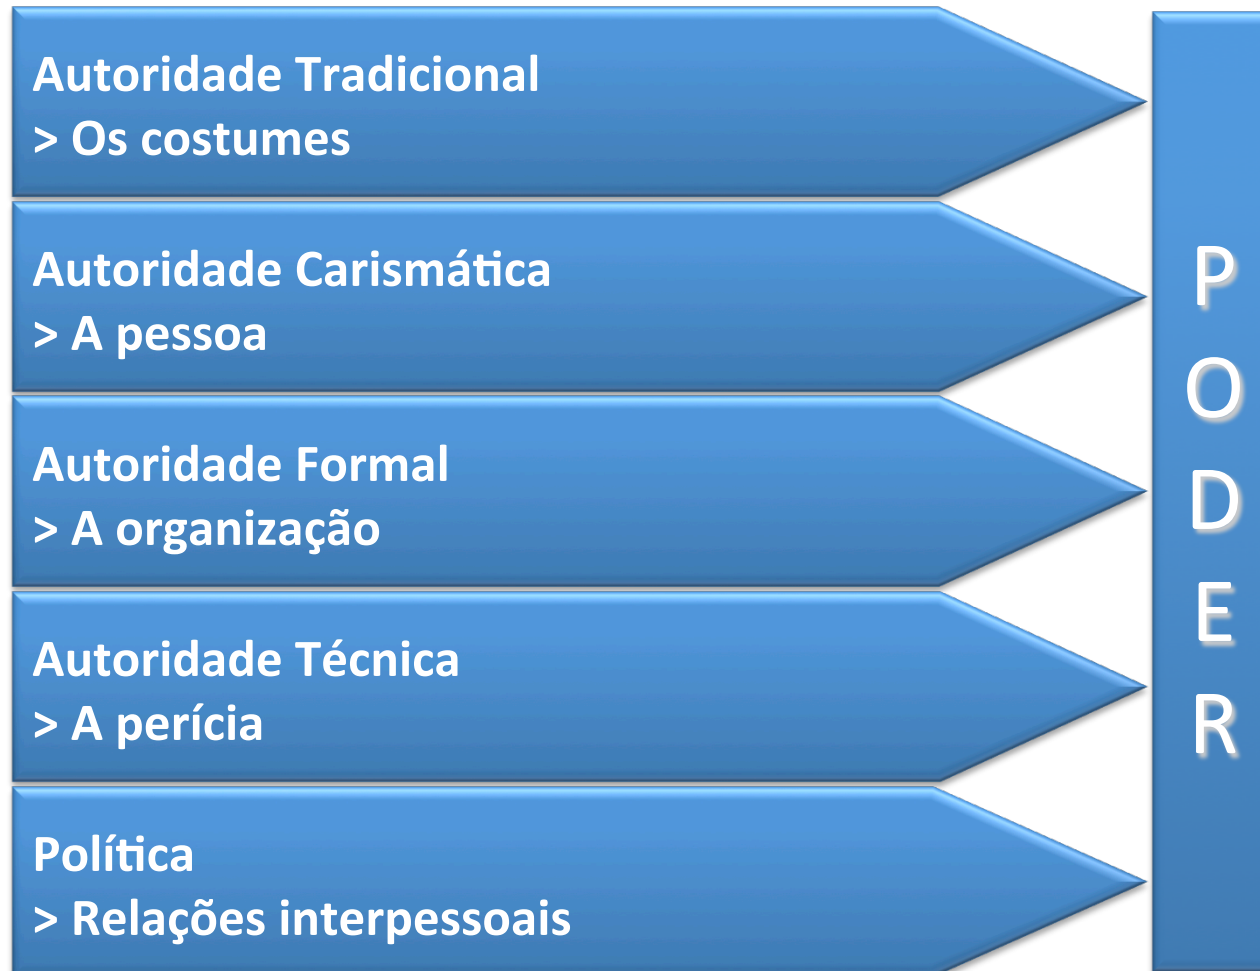 Autoridade Tradicional
> Os costumes
Autoridade Carismática
> A pessoa
Autoridade Formal
> A organização
Autoridade Técnica
> A perícia
Política
> Relações interpessoais
P
O
D
E
R